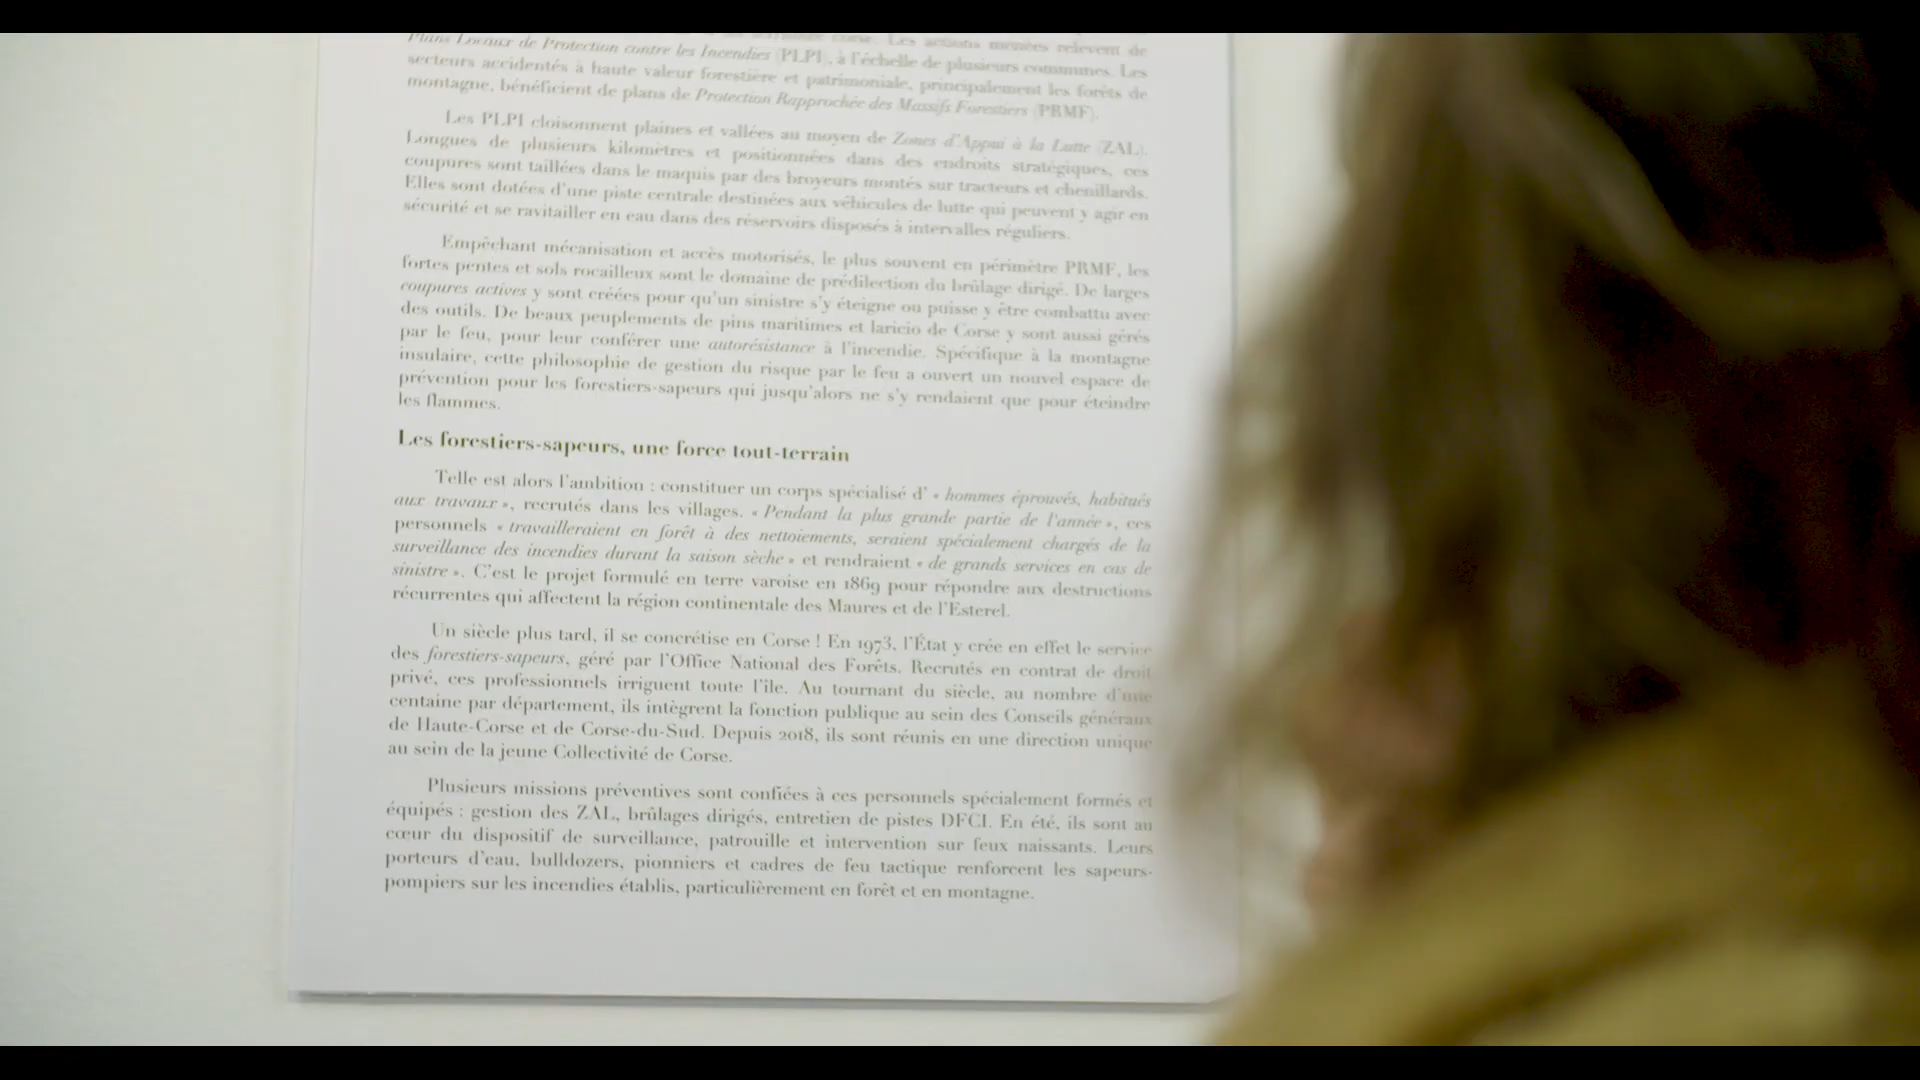 corse. Les actions menées relèvent de
Plans Locaux de Protection contre les Incendies (PLPI), à l'échelle de plusieurs communes. Les
secteurs accidentés à haute valeur forestière et patrimoniale, principalement les forêts de
montagne, bénéficient de plans de Protection Rapprochée des Massifs Forestiers (PRMF).
Les PLPI cloisonnent plaines et vallées au moyen de Zones d'Appui à la Lutte (ZAL).
Longues de plusieurs kilomètres et positionnées dans des endroits stratégiques, ces
coupures sont taillées dans le maquis par des broyeurs montés sur tracteurs et chenillards.
Elles sont dotées d'une piste centrale destinées aux véhicules de lutte qui peuvent y agir en
sécurité et se ravitailler en eau dans des réservoirs disposés à intervalles réguliers.
Empêchant mécanisation et accès motorisés, le plus souvent en périmètre PRMF, les
fortes pentes et sols rocailleux sont le domaine de prédilection du brûlage dirigé. De larges
coupures actives y sont créées pour qu'un sinistre s'y éteigne ou puisse y être combattu avec
des outils. De beaux peuplements de pins maritimes et laricio de Corse y sont aussi gérés
par le feu, pour leur conférer une autorésistance à l'incendie. Spécifique à la montagne
insulaire, cette philosophie de gestion du risque par le feu a ouvert un nouvel espace de
prévention pour les forestiers-sapeurs qui jusqu'alors ne s'y rendaient que pour éteindre
les flammes.
Les forestiers-sapeurs, une force tout-terrain
Telle est alors l'ambition : constituer un corps spécialisé d' « hommes éprouvés, habitués
aux travaux », recrutés dans les villages. « Pendant la plus grande partie de l'année », ces
personnels « travailleraient en forêt à des nettoiements, seraient spécialement chargés de la
surveillance des incendies durant la saison sèche » et rendraient « de grands services en cas de
sinistre ». C'est le projet formulé en terre varoise en 1869 pour répondre aux destructions
récurrentes qui affectent la région continentale des Maures et de l'Esterel.
Un siècle plus tard, il se concrétise en Corse ! En 1973, l'État y crée en effet le service
des forestiers-sapeurs, géré par l'Office National des Forêts. Recrutés en contrat de droit
privé, ces professionnels irriguent toute l'île. Au tournant du siècle, au nombre d'une
centaine par département, ils intègrent la fonction publique au sein des Conseils généraux
de Haute-Corse et de Corse-du-Sud. Depuis 2018, ils sont réunis en une direction unique
au sein de la jeune Collectivité de Corse.
Plusieurs missions préventives sont confiées à ces personnels spécialement formés et
équipés : gestion des ZAL, brûlages dirigés, entretien de pistes DFCI. En été, ils sont au
cœur du dispositif de surveillance, patrouille et intervention sur feux naissants. Leurs
porteurs d'eau, bulldozers, pionniers et cadres de feu tactique renforcent les sapeurs-
pompiers sur les incendies établis, particulièrement en forêt et en montagne.